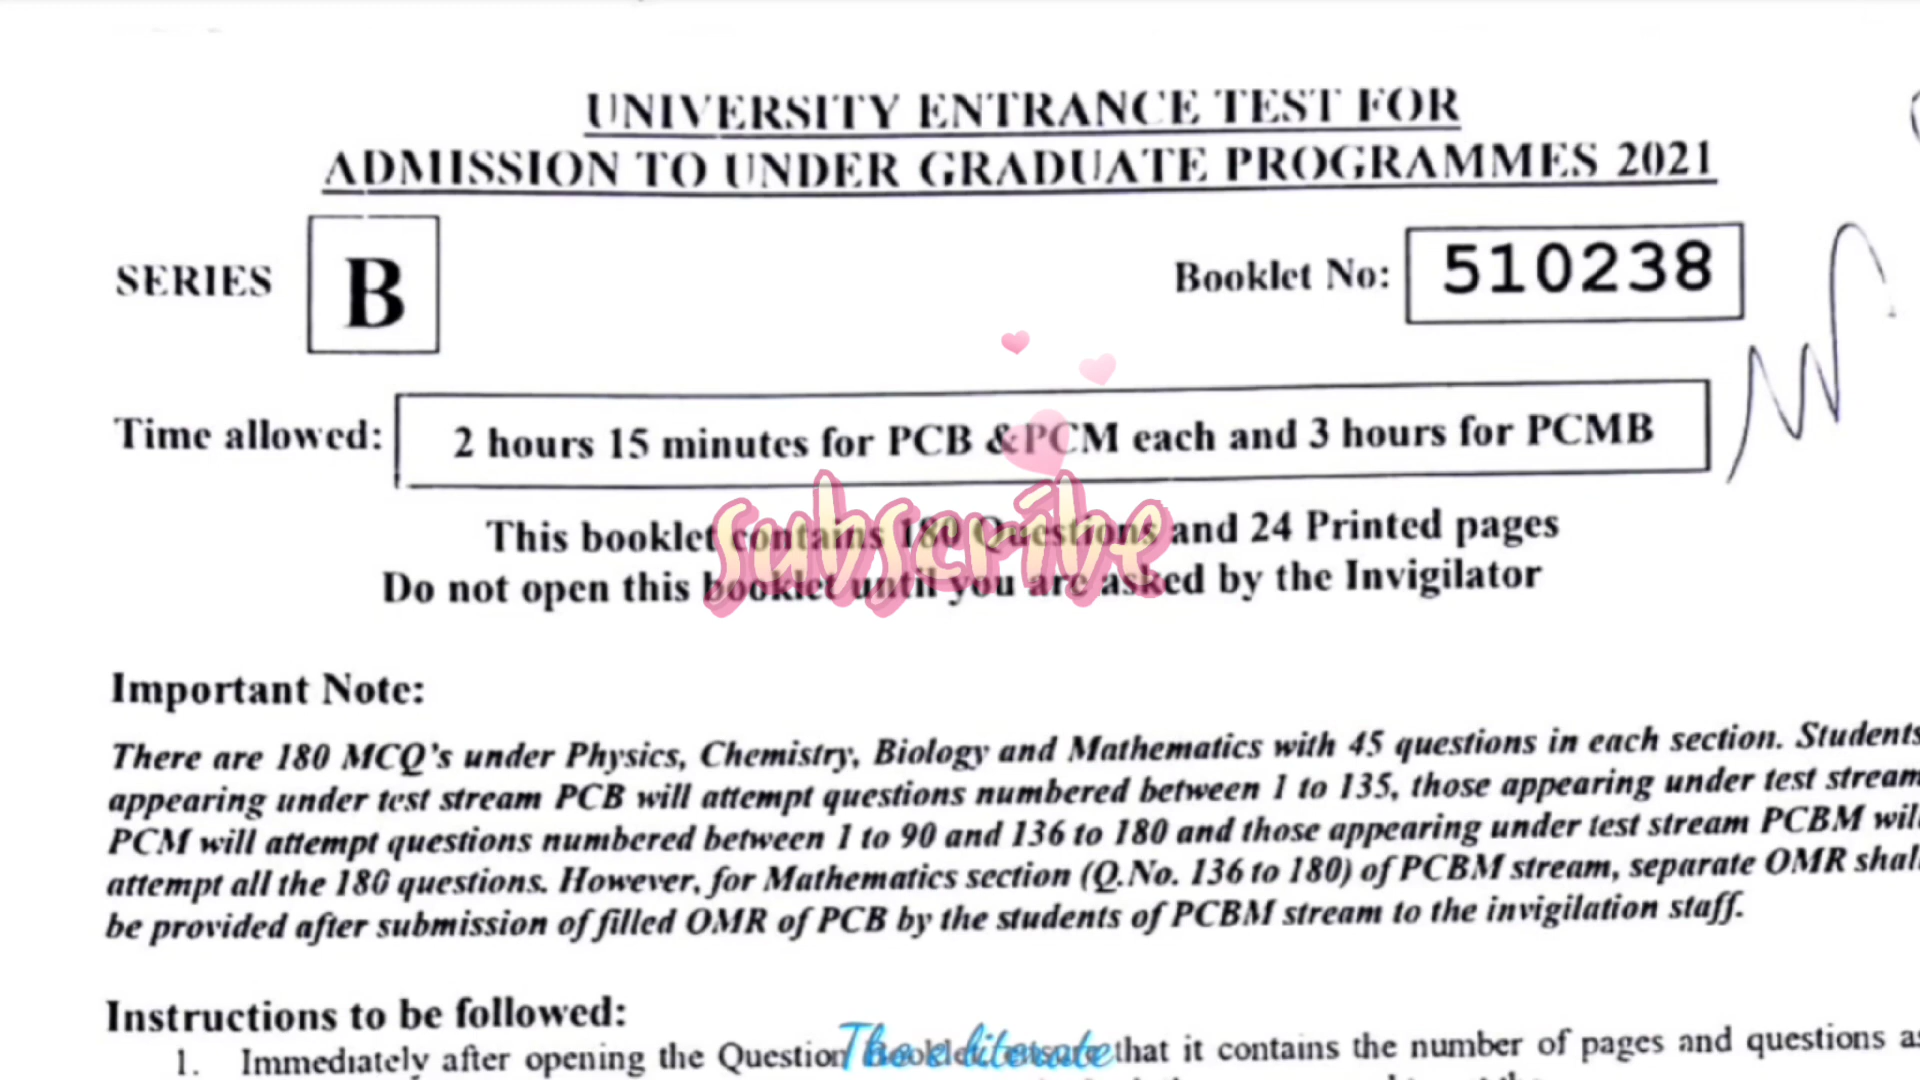 UNIVERSITY ENTRANCE TEST FOR
ADMISSION TO UNDER GRADUATE PROGRAMMES 2021
SERIES B Booklet No: 510238
Time allowed: 2 hours 15 minutes for PCB &PCM each and 3 hours for PCMB
This booklet contains 180 Questions and 24 Printed pages
Do not open this booklet until you are asked by the Invigilator
subscribe
Important Note:
There are 180 MCQ's under Physics, Chemistry, Biology and Mathematics with 45 questions in each section. Students
appearing under test stream PCB will attempt questions numbered between 1 to 135, those appearing under test stream
PCM will attempt questions numbered between 1 to 90 and 136 to 180 and those appearing under test stream PCBM will
attempt all the 180 questions. However, for Mathematics section (Q.No. 136 to 180) of PCBM stream, separate OMR shall
be provided after submission of filled OMR of PCB by the students of PCBM stream to the invigilation staff.
Instructions to be followed:
1. Immediately after opening the Question that it contains the number of pages and questions as
The e literate